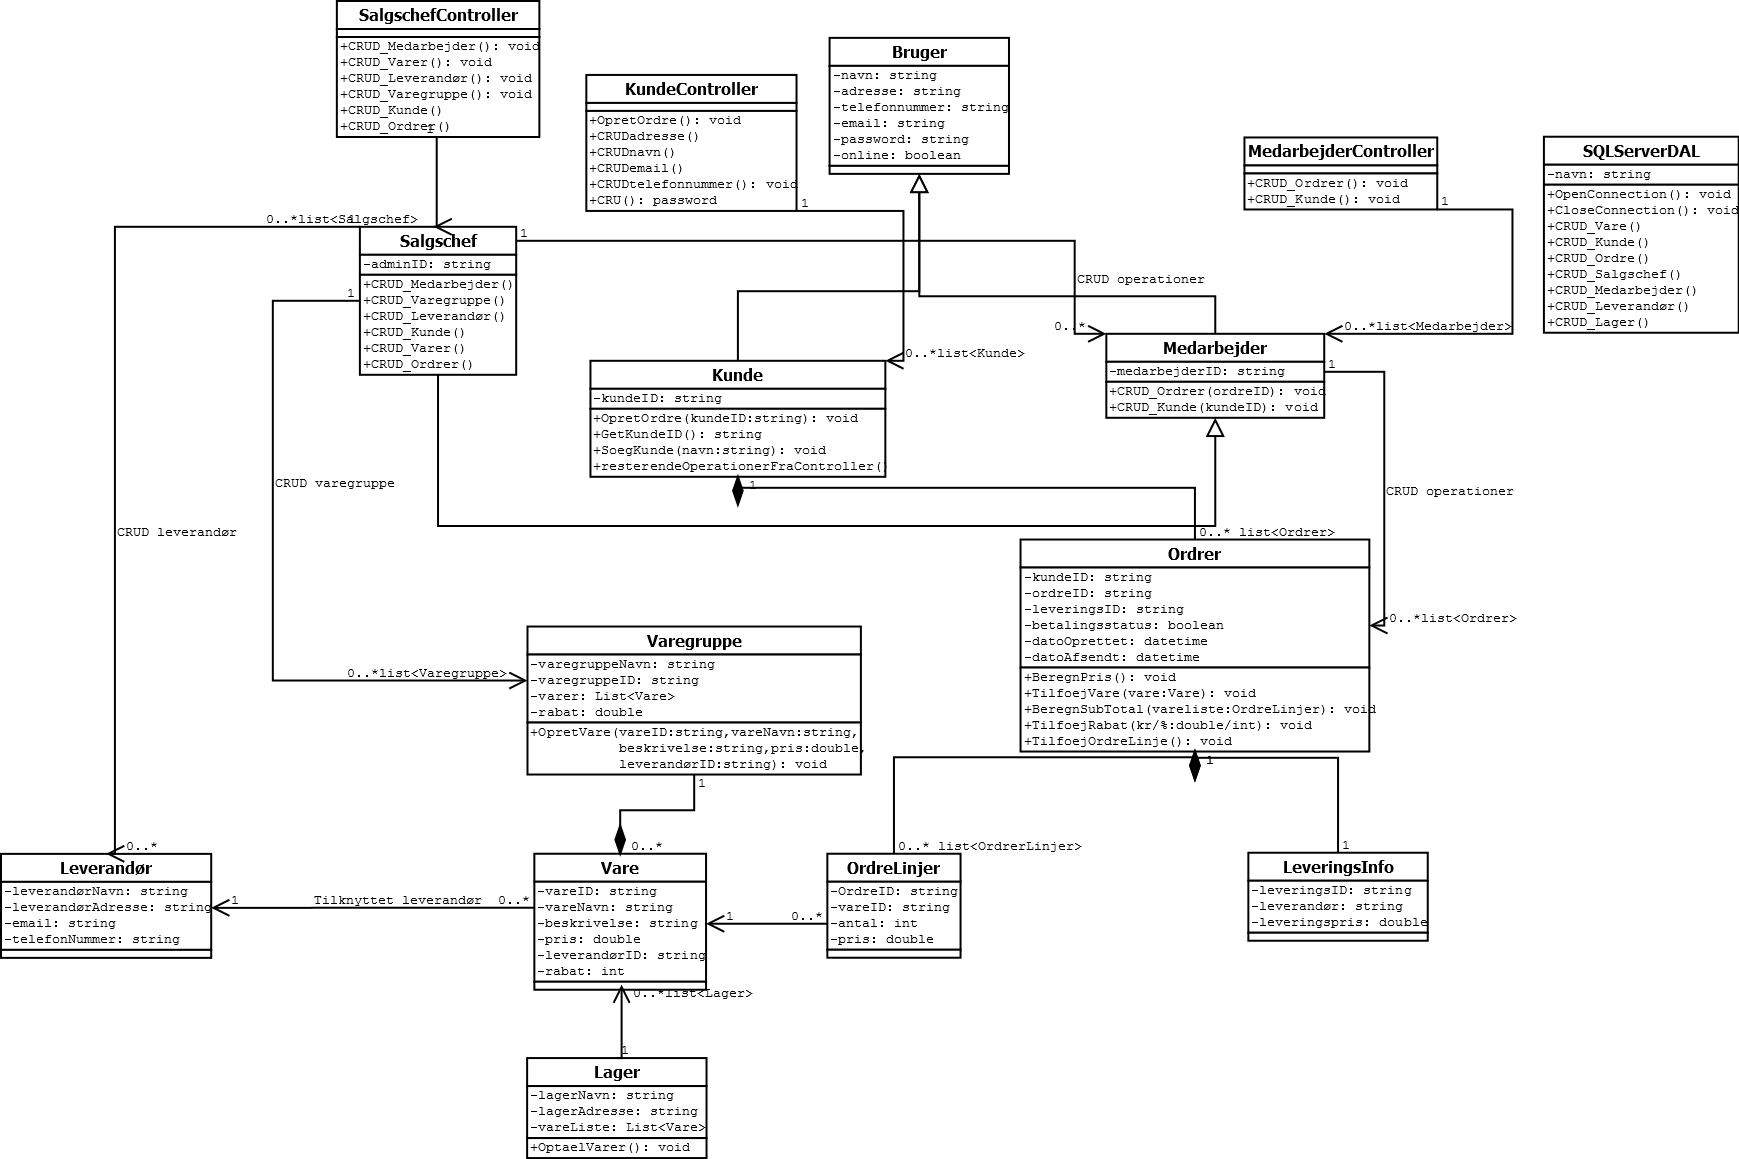 SalgschefController
+CRUD_Medarbejder(): void
+CRUD_Varer(): void
+CRUD_Leverandør(): void
+CRUD_Varegruppe(): void
+CRUD_Kunde()
+CRUD_Ordrer()
1
0..*list<Salgschef>
1
KundeController
+OpretOrdre(): void
+CRUDadresse()
+CRUDnavn()
+CRUDemail()
+CRUDtelefonnummer(): void
+CRU(): password
1
Bruger
-navn: string
-adresse: string
-telefonnummer: string
-email: string
-password: string
-online: boolean
MedarbejderController
+CRUD_Ordrer(): void
+CRUD_Kunde(): void
1
SQLServerDAL
-navn: string
+OpenConnection(): void
+CloseConnection(): void
+CRUD_Vare()
+CRUD_Kunde()
+CRUD_Ordre()
+CRUD_Salgschef()
+CRUD_Medarbejder()
+CRUD_Leverandør()
+CRUD_Lager()
Salgschef
-adminID: string
+CRUD_Medarbejder()
+CRUD_Varegruppe()
+CRUD_Leverandør()
+CRUD_Kunde()
+CRUD_Varer()
+CRUD_Ordrer()
1
1
CRUD operationer
0..*
0..*list<Medarbejder>
0..*list<Kunde>
Kunde
-kundeID: string
+OpretOrdre(kundeID:string): void
+GetKundeID(): string
+SoegKunde(navn:string): void
+resterendeOperationerFraController()
1
Medarbejder
-medarbejderID: string
+CRUD_Ordrer(ordreID): void
+CRUD_Kunde(kundeID): void
1
CRUD operationer
CRUD varegruppe
CRUD leverandør
0..* list<Ordrer>
Ordrer
-kundeID: string
-ordreID: string
-leveringsID: string
-betalingsstatus: boolean
-datoOprettet: datetime
-datoAfsendt: datetime
+BeregnPris(): void
+TilfoejVare(vare:Vare): void
+BeregnSubTotal(vareliste:OrdreLinjer): void
+TilfoejRabat(kr/%:double/int): void
+TilfoejOrdreLinje(): void
0..*list<Ordrer>
1
0..*list<Varegruppe>
Varegruppe
-varegruppeNavn: string
-varegruppeID: string
-varer: List<Vare>
-rabat: double
+OpretVare(vareID:string,vareNavn:string,
beskrivelse:string,pris:double,
leverandørID:string): void
1
0..*
0..*
0..* list<OrdrerLinjer>
1
Leverandør
-leverandørNavn: string
-leverandørAdresse: string
-email: string
-telefonNummer: string
1
Tilknyttet leverandør
0..*
Vare
-vareID: string
-vareNavn: string
-beskrivelse: string
-pris: double
-leverandørID: string
-rabat: int
1
0..*
OrdreLinjer
-OrdreID: string
-vareID: string
-antal: int
-pris: double
LeveringsInfo
-leveringsID: string
-leverandør: string
-leveringspris: double
0..*list<Lager>
1
Lager
-lagerNavn: string
-lagerAdresse: string
-vareListe: List<Vare>
+OptaelVarer(): void